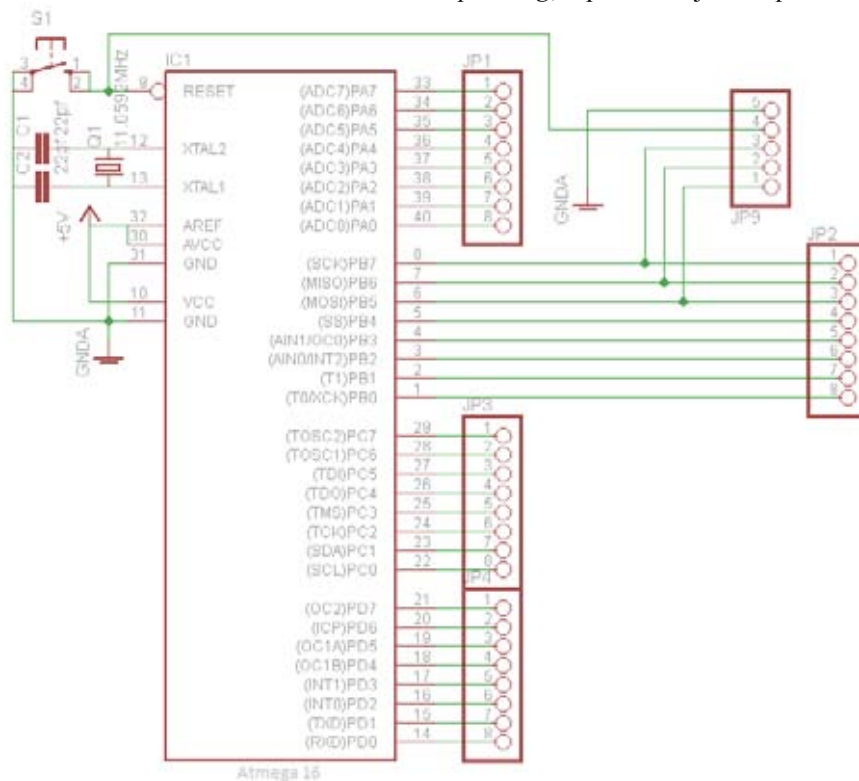 S1
3 1
4 2
IC1
9 RESET
C1 22pf
C2 22pf
Q1
11.0592MHz
12 XTAL2
13 XTAL1
+5V
32 AREF
30 AVCC
31 GND
10 VCC
11 GND
GNDA
(ADC7)PA7 33
(ADC6)PA6 34
(ADC5)PA5 35
(ADC4)PA4 36
(ADC3)PA3 37
(ADC2)PA2 38
(ADC1)PA1 39
(ADC0)PA0 40
(SCK)PB7 8
(MISO)PB6 7
(MOSI)PB5 6
(SS)PB4 5
(AIN1/OC0)PB3 4
(AIN0/INT2)PB2 3
(T1)PB1 2
(T0/XCK)PB0 1
(TOSC2)PC7 29
(TOSC1)PC6 28
(TDI)PC5 27
(TDO)PC4 26
(TMS)PC3 25
(TCK)PC2 24
(SDA)PC1 23
(SCL)PC0 22
(OC2)PD7 21
(ICP)PD6 20
(OC1A)PD5 19
(OC1B)PD4 18
(INT1)PD3 17
(INT0)PD2 16
(TXD)PD1 15
(RXD)PD0 14
Atmega 16
JP1
1
2
3
4
5
6
7
8
GNDA
5
4
3
2
1
JP9
JP2
1
2
3
4
5
6
7
8
JP3
1
2
3
4
5
6
7
8
JP4
1
2
3
4
5
6
7
8